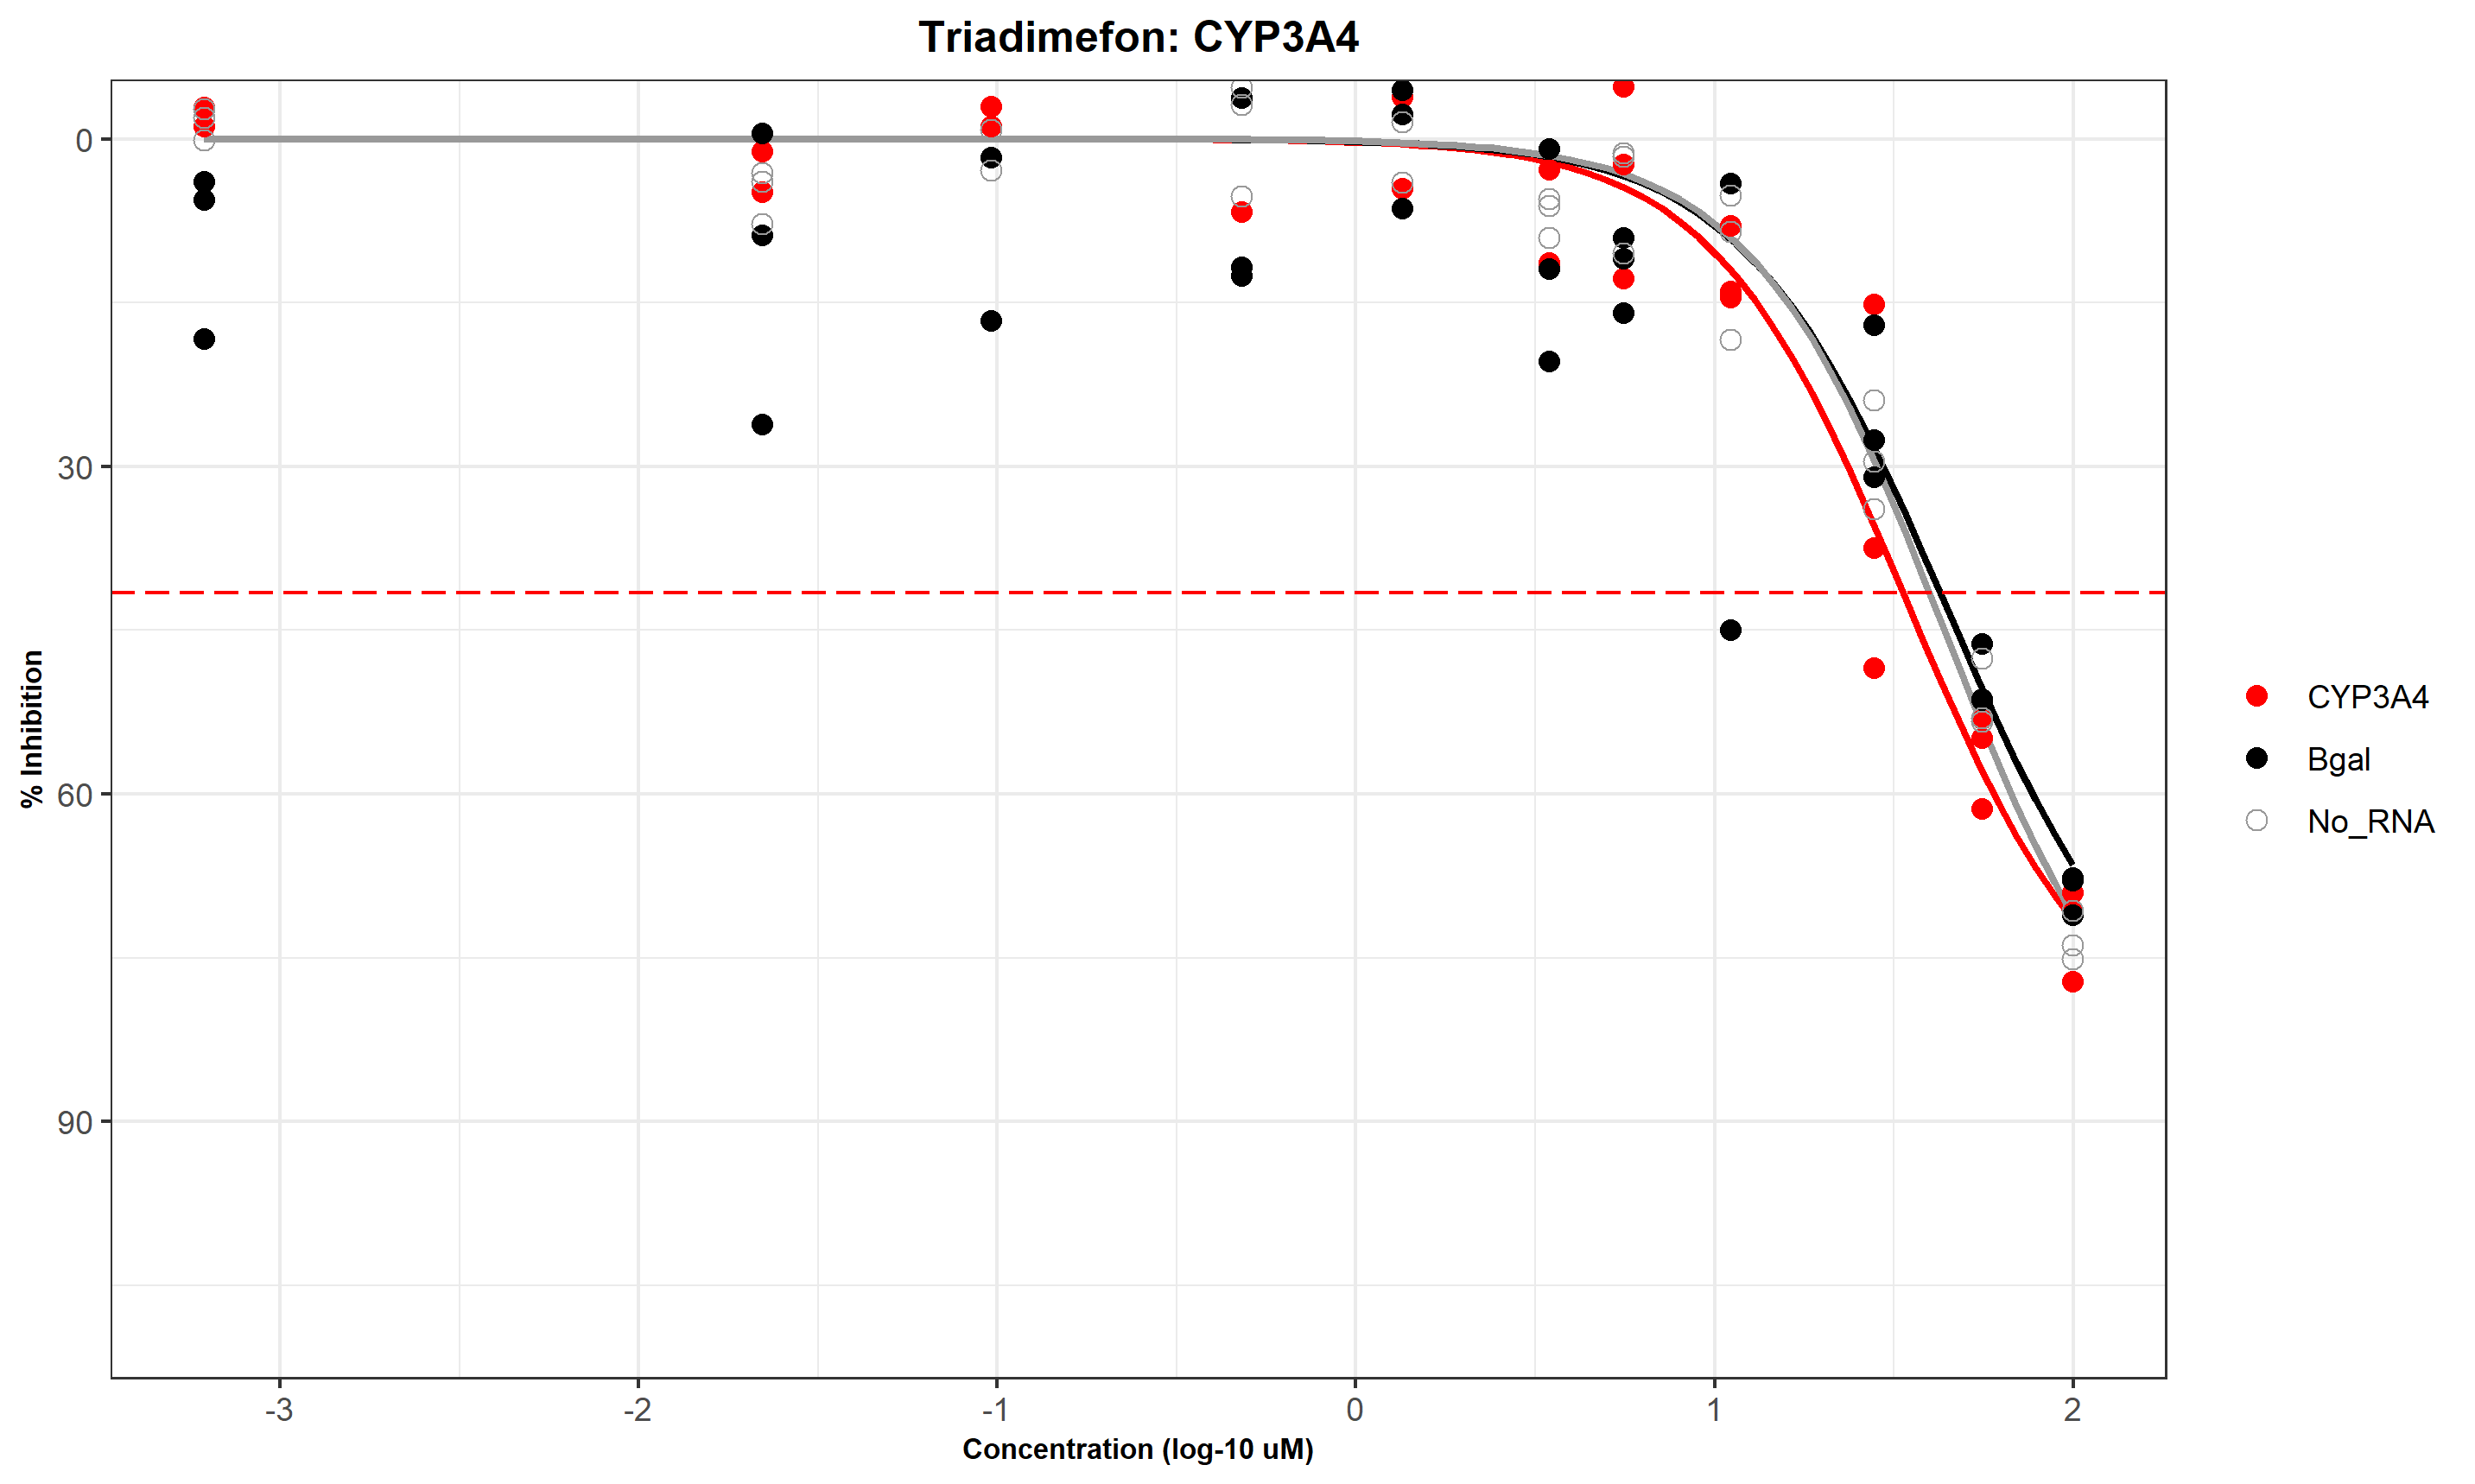 Triadimefon: CYP3A4
0
30
60
90
% Inhibition
-3
-2
-1
0
1
2
Concentration (log-10 uM)
CYP3A4
Bgal
No_RNA